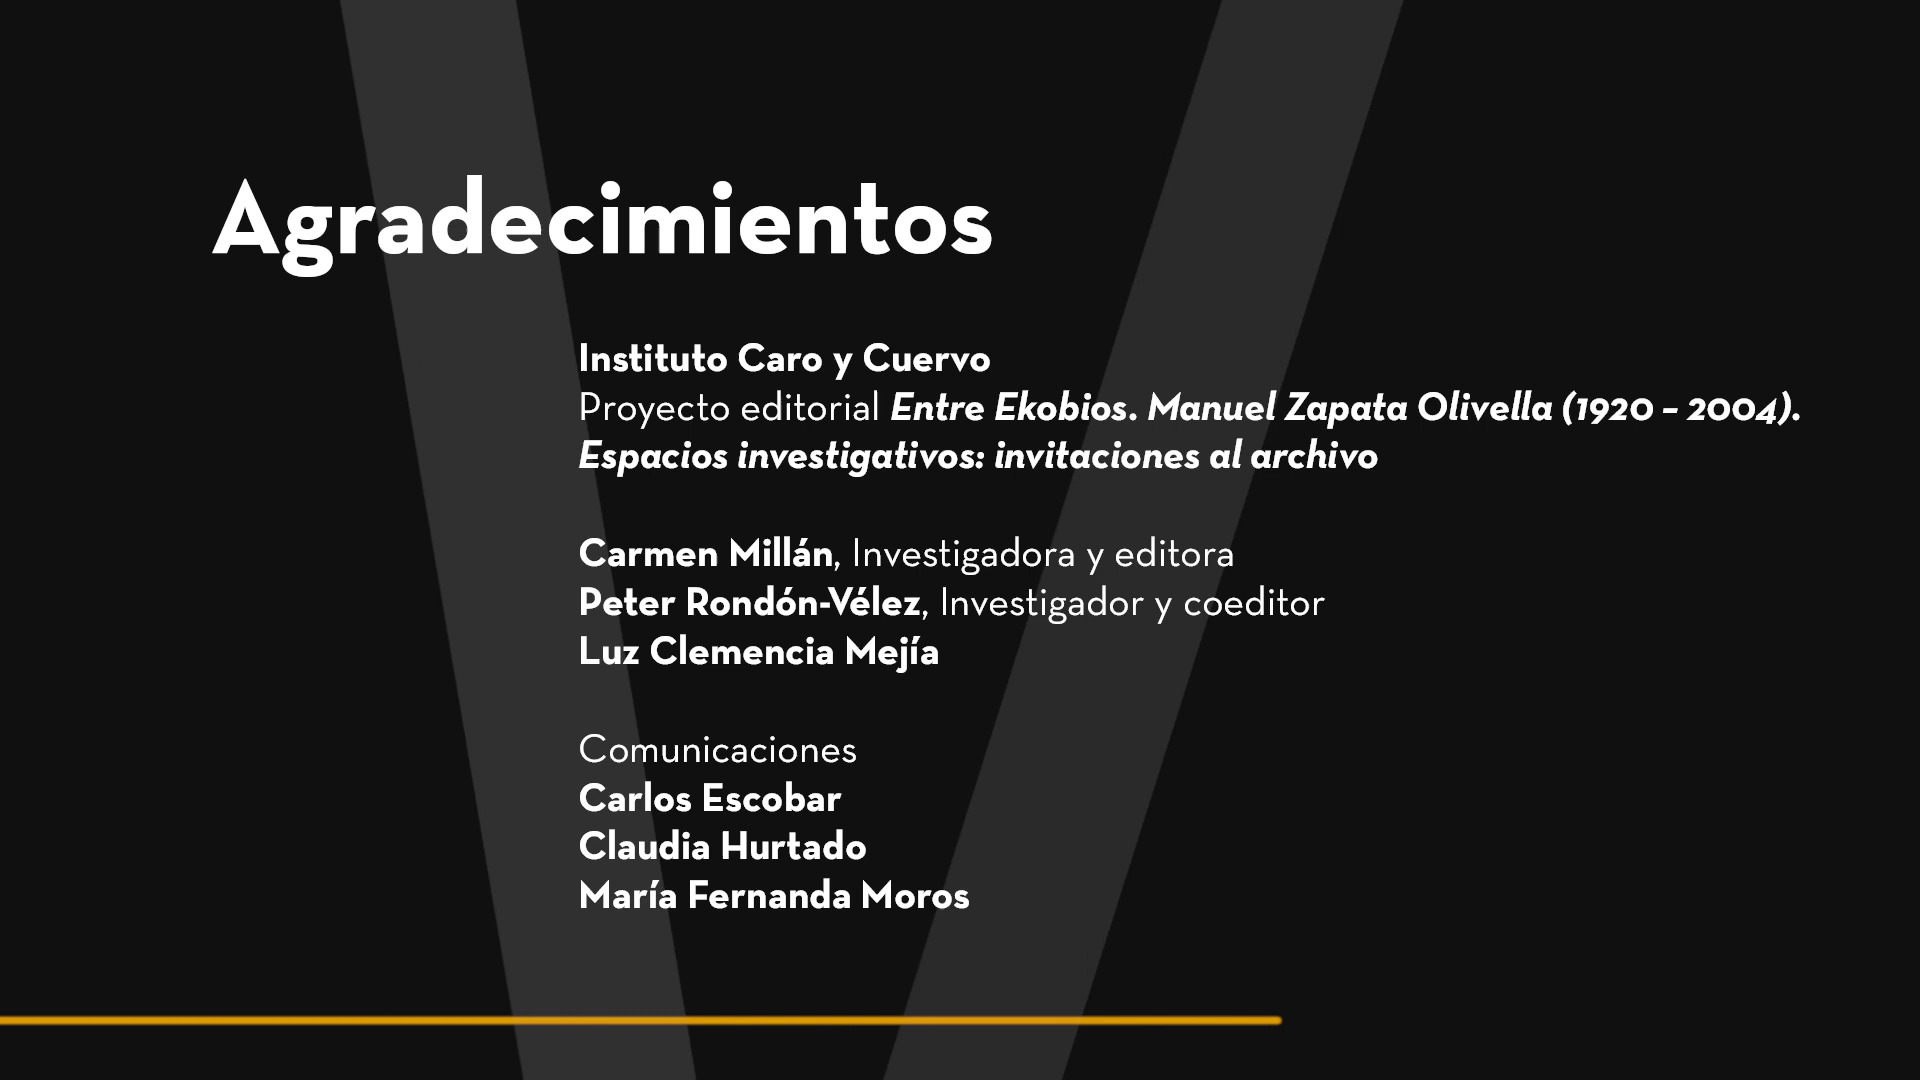 Agradecimientos
Instituto Caro y Cuervo
Proyecto editorial Entre Ekobios. Manuel Zapata Olivella (1920 – 2004).
Espacios investigativos: invitaciones al archivo
Carmen Millán, Investigadora y editora
Peter Rondón-Vélez, Investigador y coeditor
Luz Clemencia Mejía
Comunicaciones
Carlos Escobar
Claudia Hurtado
María Fernanda Moros